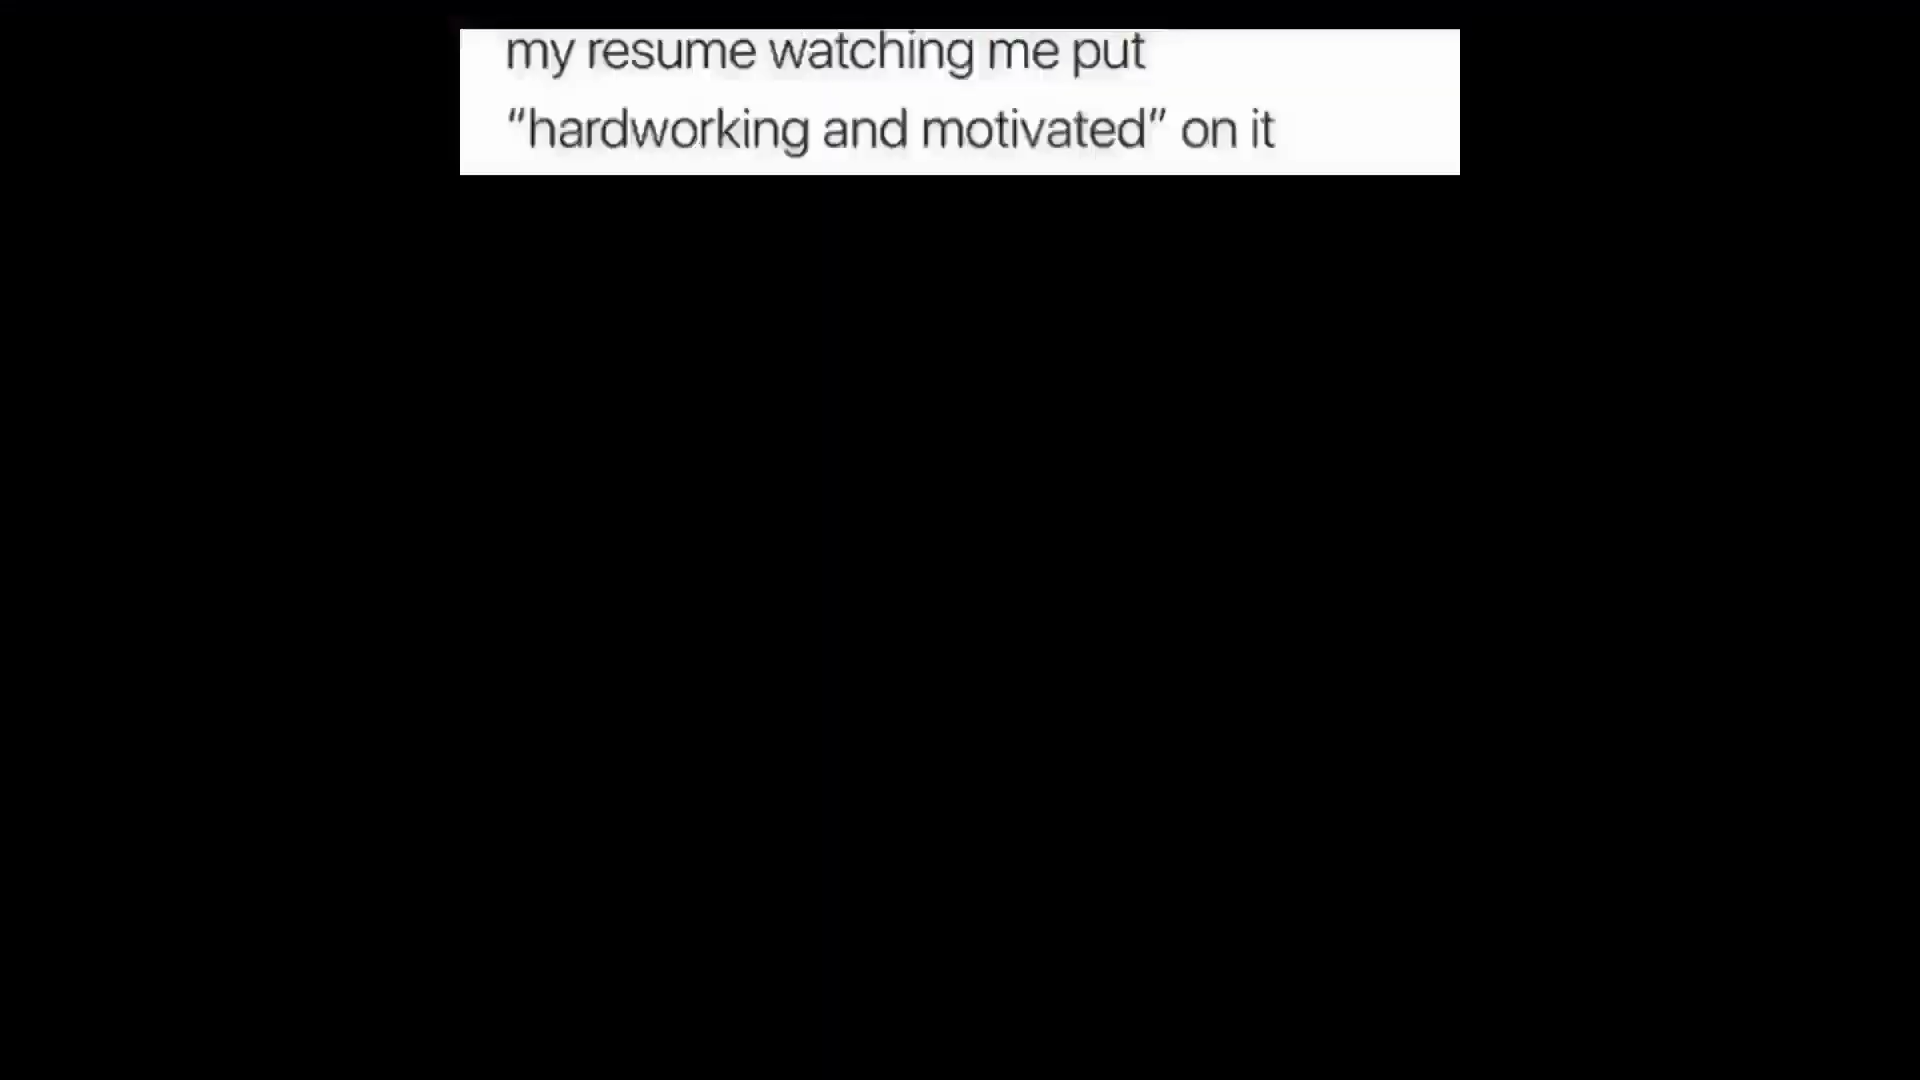 my resume watching me put
“hardworking and motivated” on it